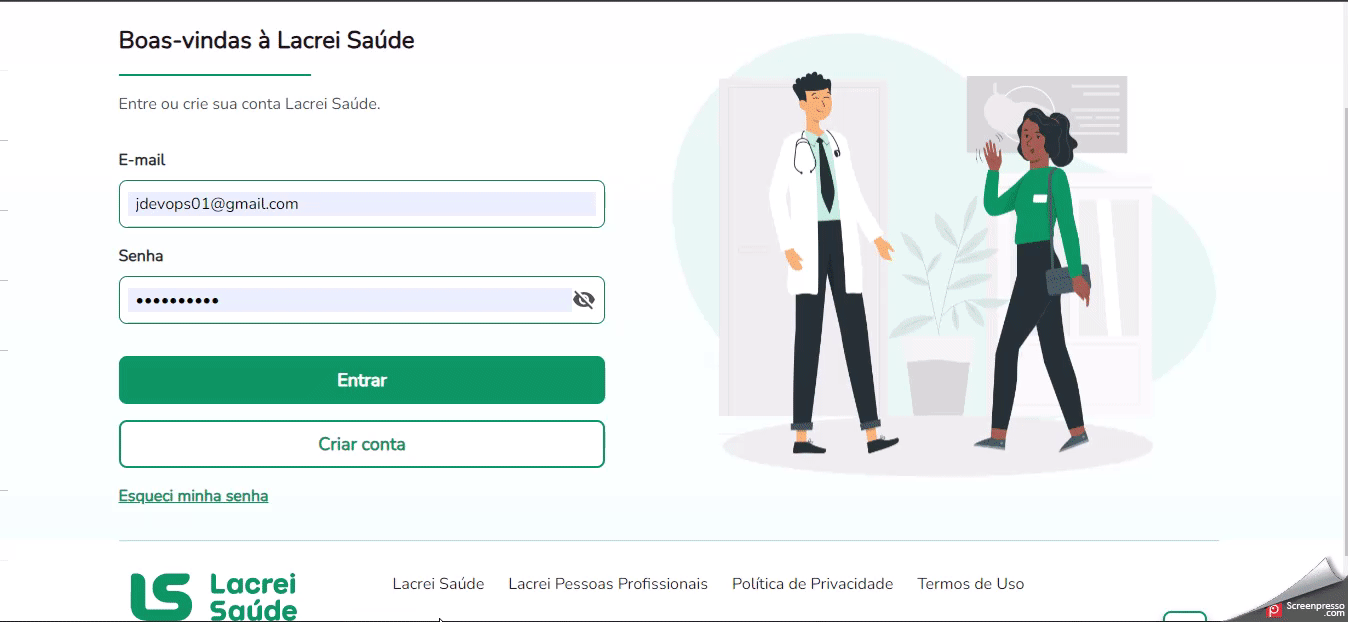 Boas-vindas à Lacrei Saúde
Entre ou crie sua conta Lacrei Saúde.
E-mail
jdevops01@gmail.com
Senha
••••••••••
Entrar
Criar conta
Esqueci minha senha
Lacrei
Saúde
Lacrei Saúde
Lacrei Pessoas Profissionais
Política de Privacidade
Termos de Uso
Screenpresso
.com